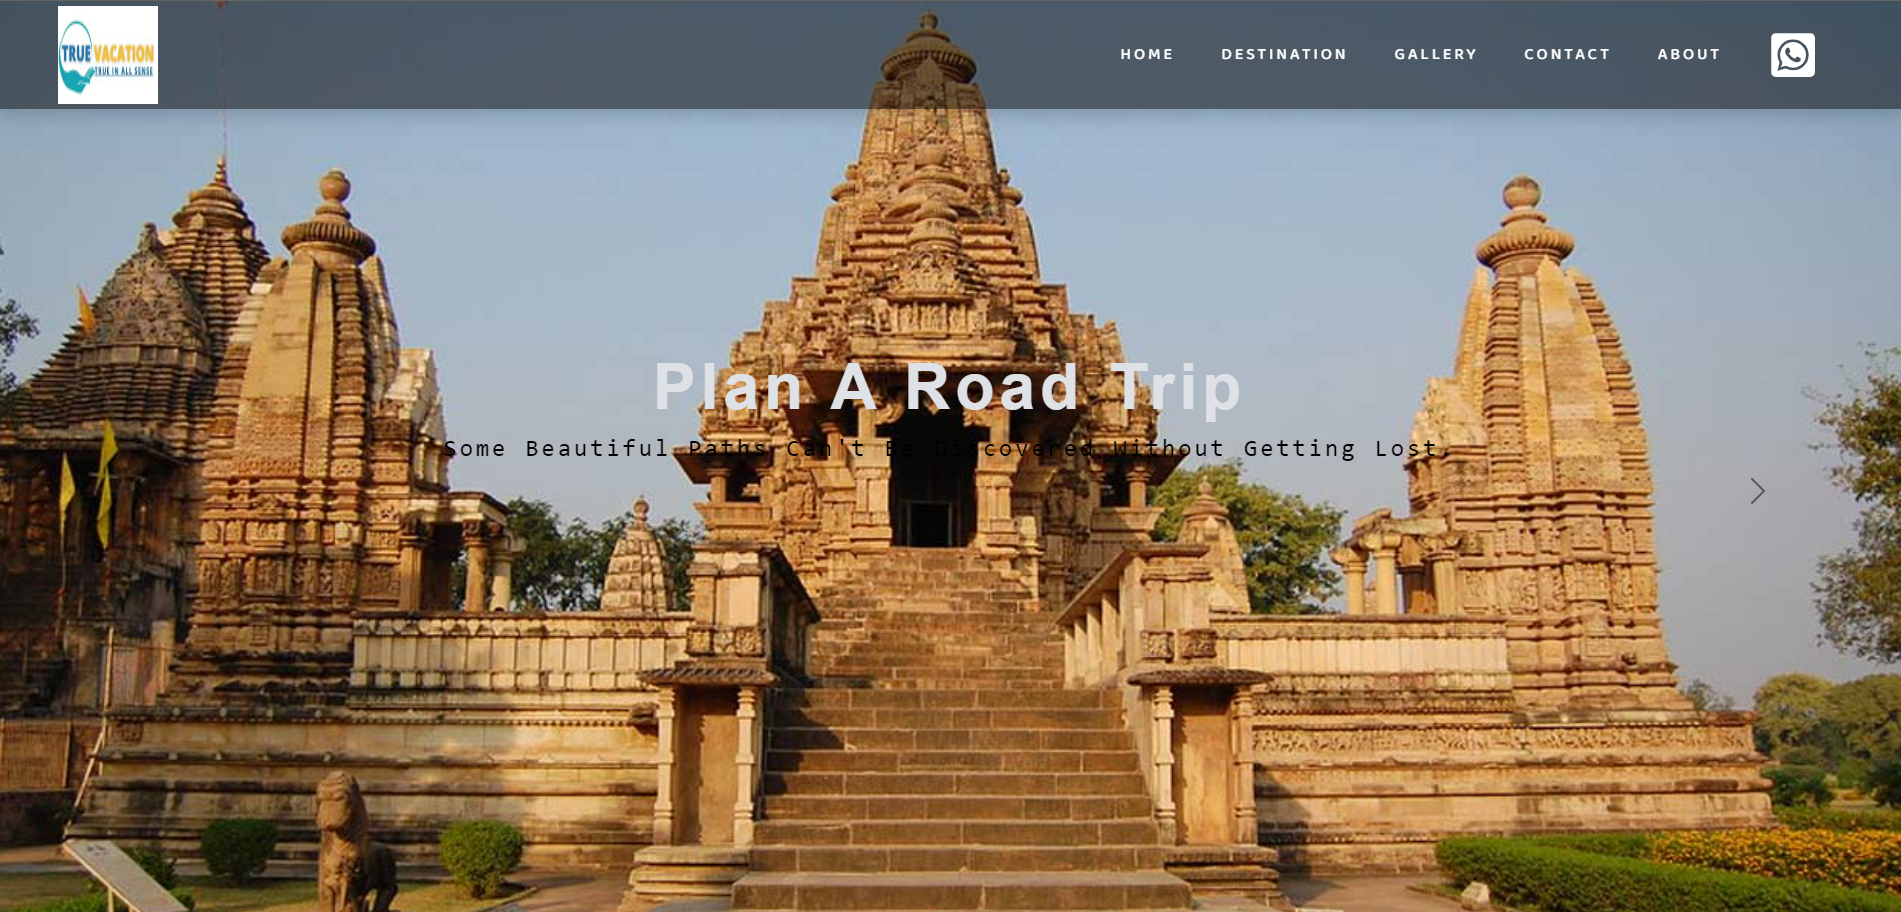 TRUE VACATION
TRUE IN ALL SENSE
HOME DESTINATION GALLERY CONTACT ABOUT
Plan A Road Trip
Some Beautiful Paths Can't Be Discovered Without Getting Lost.